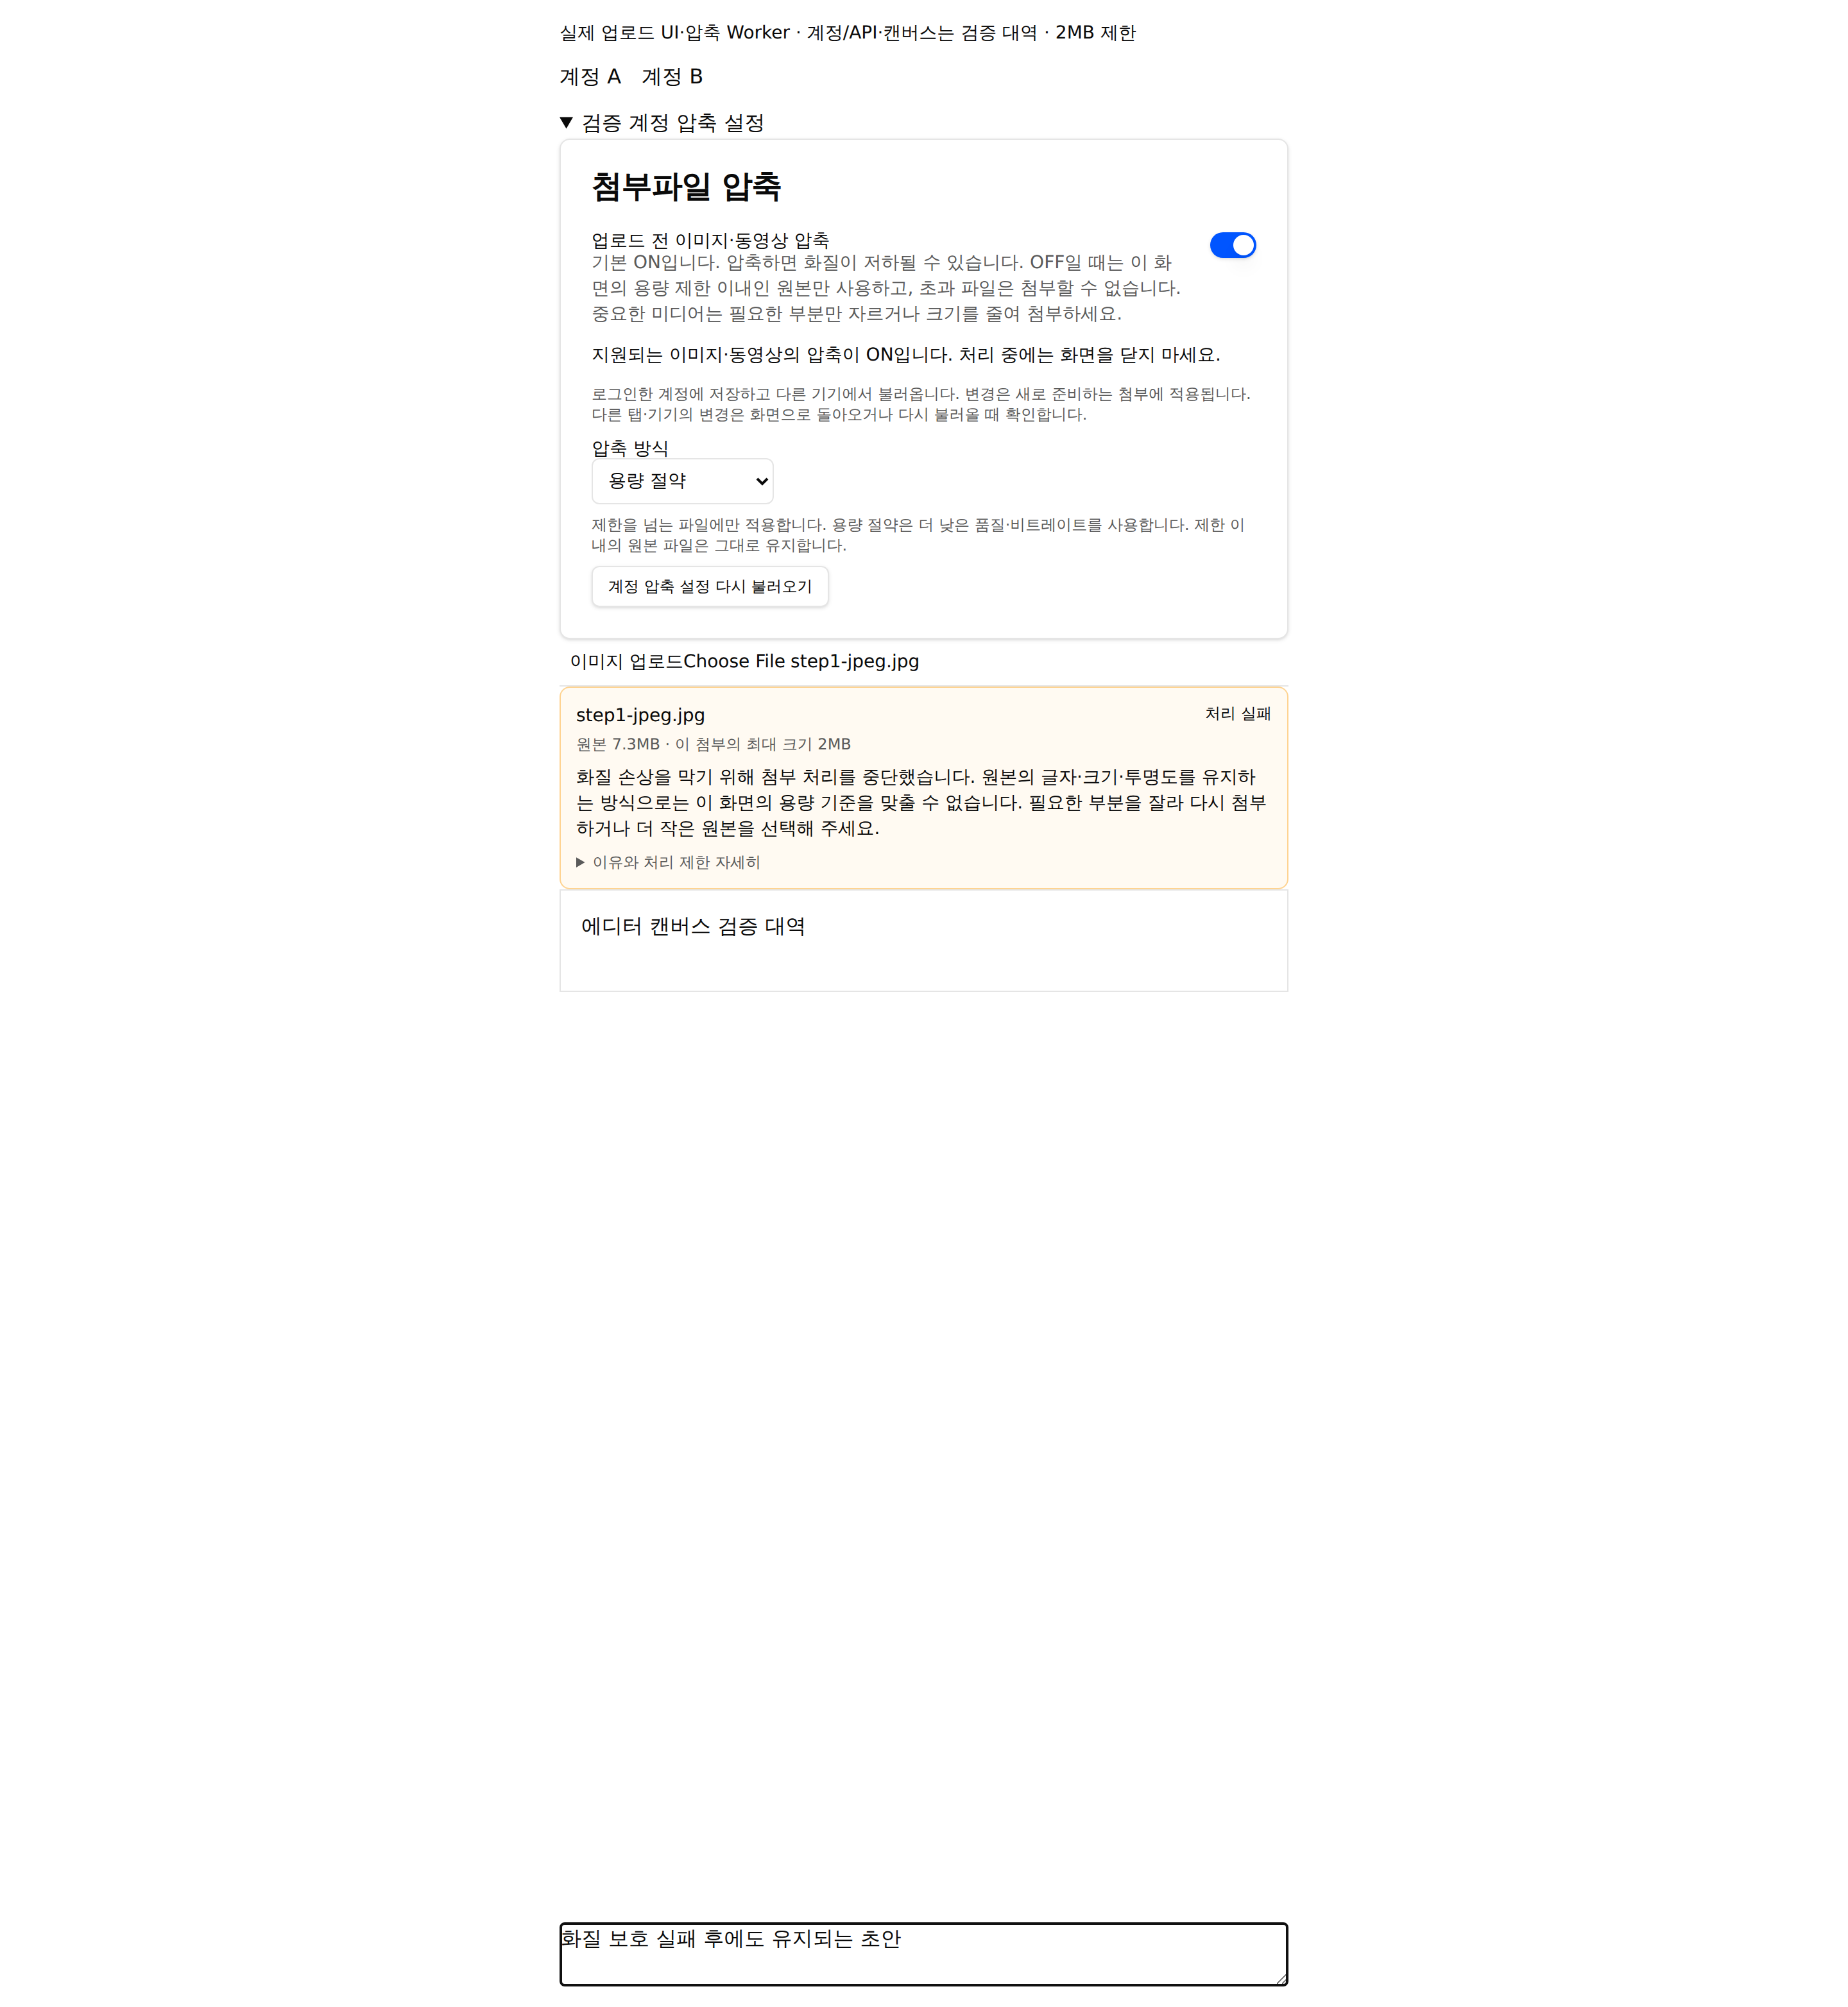 실제 업로드 UI·압축 Worker · 계정/API·캔버스는 검증 대역 · 2MB 제한
계정 A 계정 B
▼ 검증 계정 압축 설정
첨부파일 압축
업로드 전 이미지·동영상 압축
기본 ON입니다. 압축하면 화질이 저하될 수 있습니다. OFF일 때는 이 화
면의 용량 제한 이내인 원본만 사용하고, 초과 파일은 첨부할 수 없습니다.
중요한 미디어는 필요한 부분만 자르거나 크기를 줄여 첨부하세요.
지원되는 이미지·동영상의 압축이 ON입니다. 처리 중에는 화면을 닫지 마세요.
로그인한 계정에 저장하고 다른 기기에서 불러옵니다. 변경은 새로 준비하는 첨부에 적용됩니다.
다른 탭·기기의 변경은 화면으로 돌아오거나 다시 불러올 때 확인합니다.
압축 방식
용량 절약
제한을 넘는 파일에만 적용합니다. 용량 절약은 더 낮은 품질·비트레이트를 사용합니다. 제한 이
내의 원본 파일은 그대로 유지합니다.
계정 압축 설정 다시 불러오기
이미지 업로드Choose File step1-jpeg.jpg
step1-jpeg.jpg 처리 실패
원본 7.3MB · 이 첨부의 최대 크기 2MB
화질 손상을 막기 위해 첨부 처리를 중단했습니다. 원본의 글자·크기·투명도를 유지하
는 방식으로는 이 화면의 용량 기준을 맞출 수 없습니다. 필요한 부분을 잘라 다시 첨부
하거나 더 작은 원본을 선택해 주세요.
▶ 이유와 처리 제한 자세히
에디터 캔버스 검증 대역
화질 보호 실패 후에도 유지되는 초안